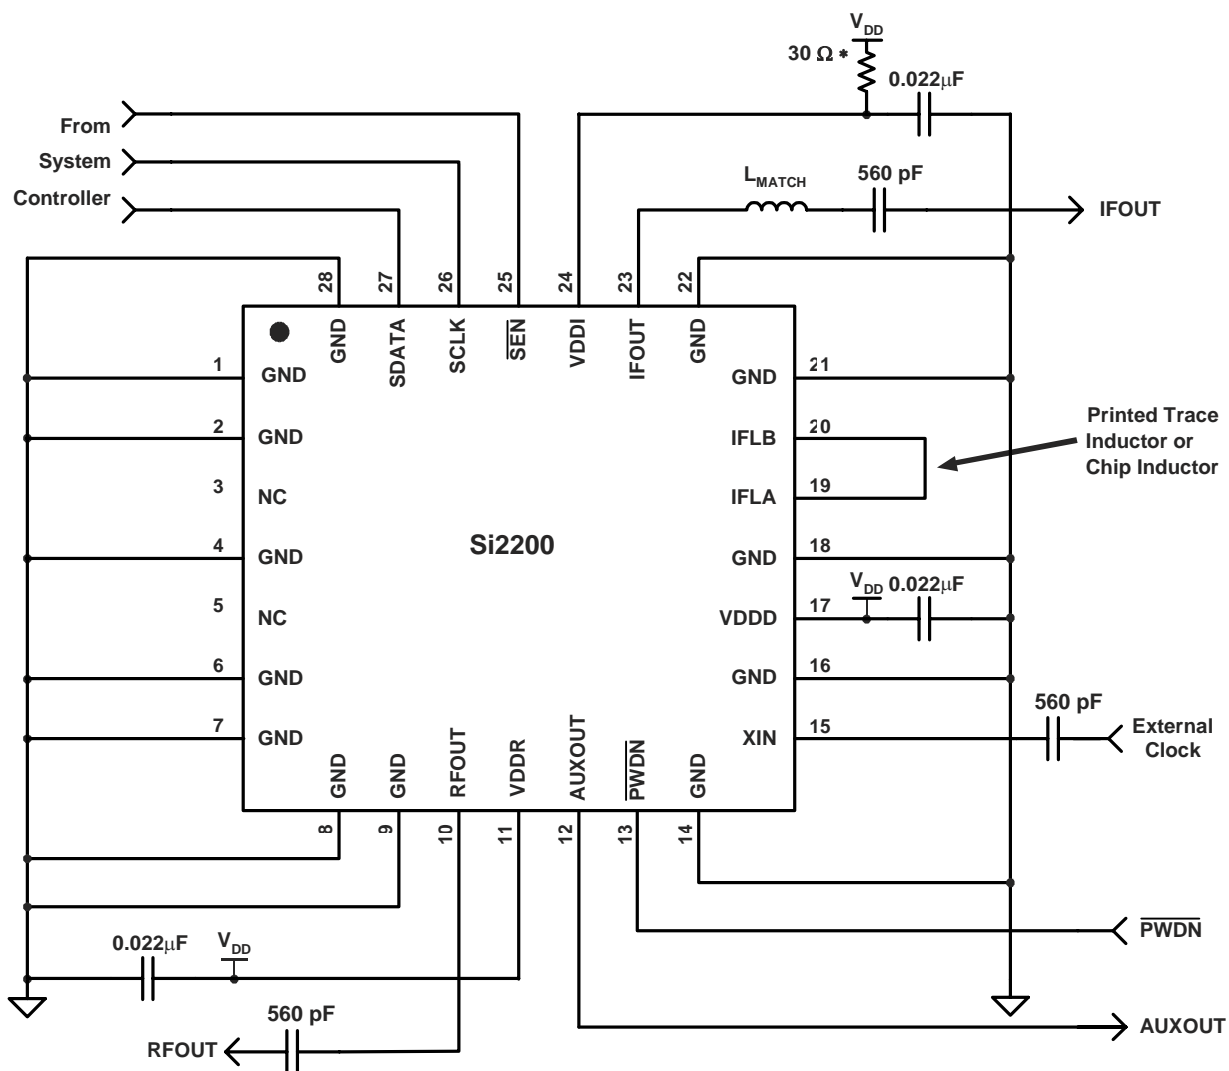 V_DD
30 Ω *
0.022μF
From
System
Controller
L_MATCH
560 pF
IFOUT
28
27
26
25
24
23
22
GND
SDATA
SCLK
SEN
VDDI
IFOUT
GND
1
GND
GND
21
2
GND
IFLB
20
Printed Trace
Inductor or
Chip Inductor
3
NC
IFLA
19
Si2200
4
GND
GND
18
V_DD
0.022μF
5
NC
VDDD
17
6
GND
GND
16
560 pF
7
GND
XIN
15
External
Clock
GND
GND
RFOUT
VDDR
AUXOUT
PWDN
GND
8
9
10
11
12
13
14
PWDN
0.022μF
V_DD
560 pF
AUXOUT
RFOUT